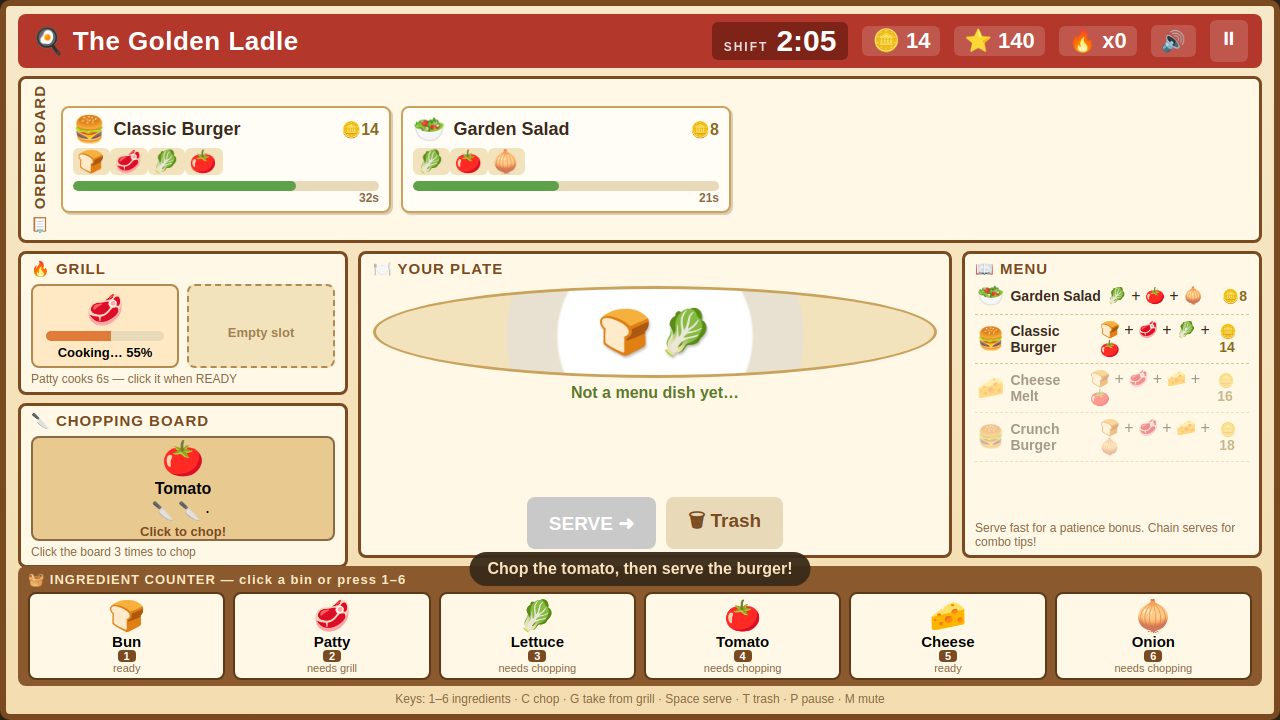 The Golden Ladle
SHIFT 2:05
14
140
x0
ORDER BOARD
Classic Burger 14
32s
Garden Salad 8
21s
GRILL
Cooking… 55%
Empty slot
Patty cooks 6s — click it when READY
CHOPPING BOARD
Tomato
Click to chop!
Click the board 3 times to chop
YOUR PLATE
Not a menu dish yet…
SERVE ➜
Trash
MENU
Garden Salad + + 8
Classic Burger + + + 14
Cheese Melt + + + 16
Crunch Burger + + + 18
Serve fast for a patience bonus. Chain serves for
combo tips!
Chop the tomato, then serve the burger!
INGREDIENT COUNTER — click a bin or press 1–6
Bun
1
ready
Patty
2
needs grill
Lettuce
3
needs chopping
Tomato
4
needs chopping
Cheese
5
ready
Onion
6
needs chopping
Keys: 1–6 ingredients · C chop · G take from grill · Space serve · T trash · P pause · M mute